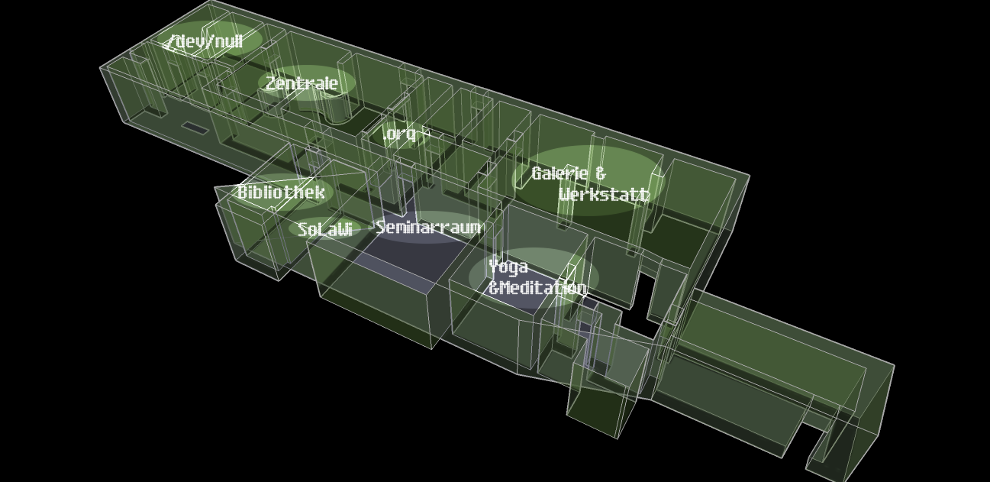 /dev/null
Zentrale
.org
Galerie &
Werkstatt
Bibliothek
SoLaWi
Seminarraum
Yoga
&Meditation